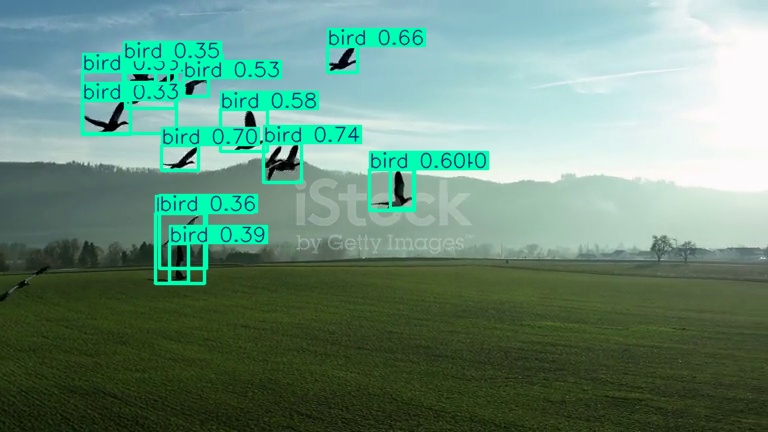 bird 0.66
bird 0.35
bird 0.53
bird 0.33
bird 0.58
bird 0.70
bird 0.74
bird 0.60
bird 0.36
bird 0.39
iStock
by Getty Images™